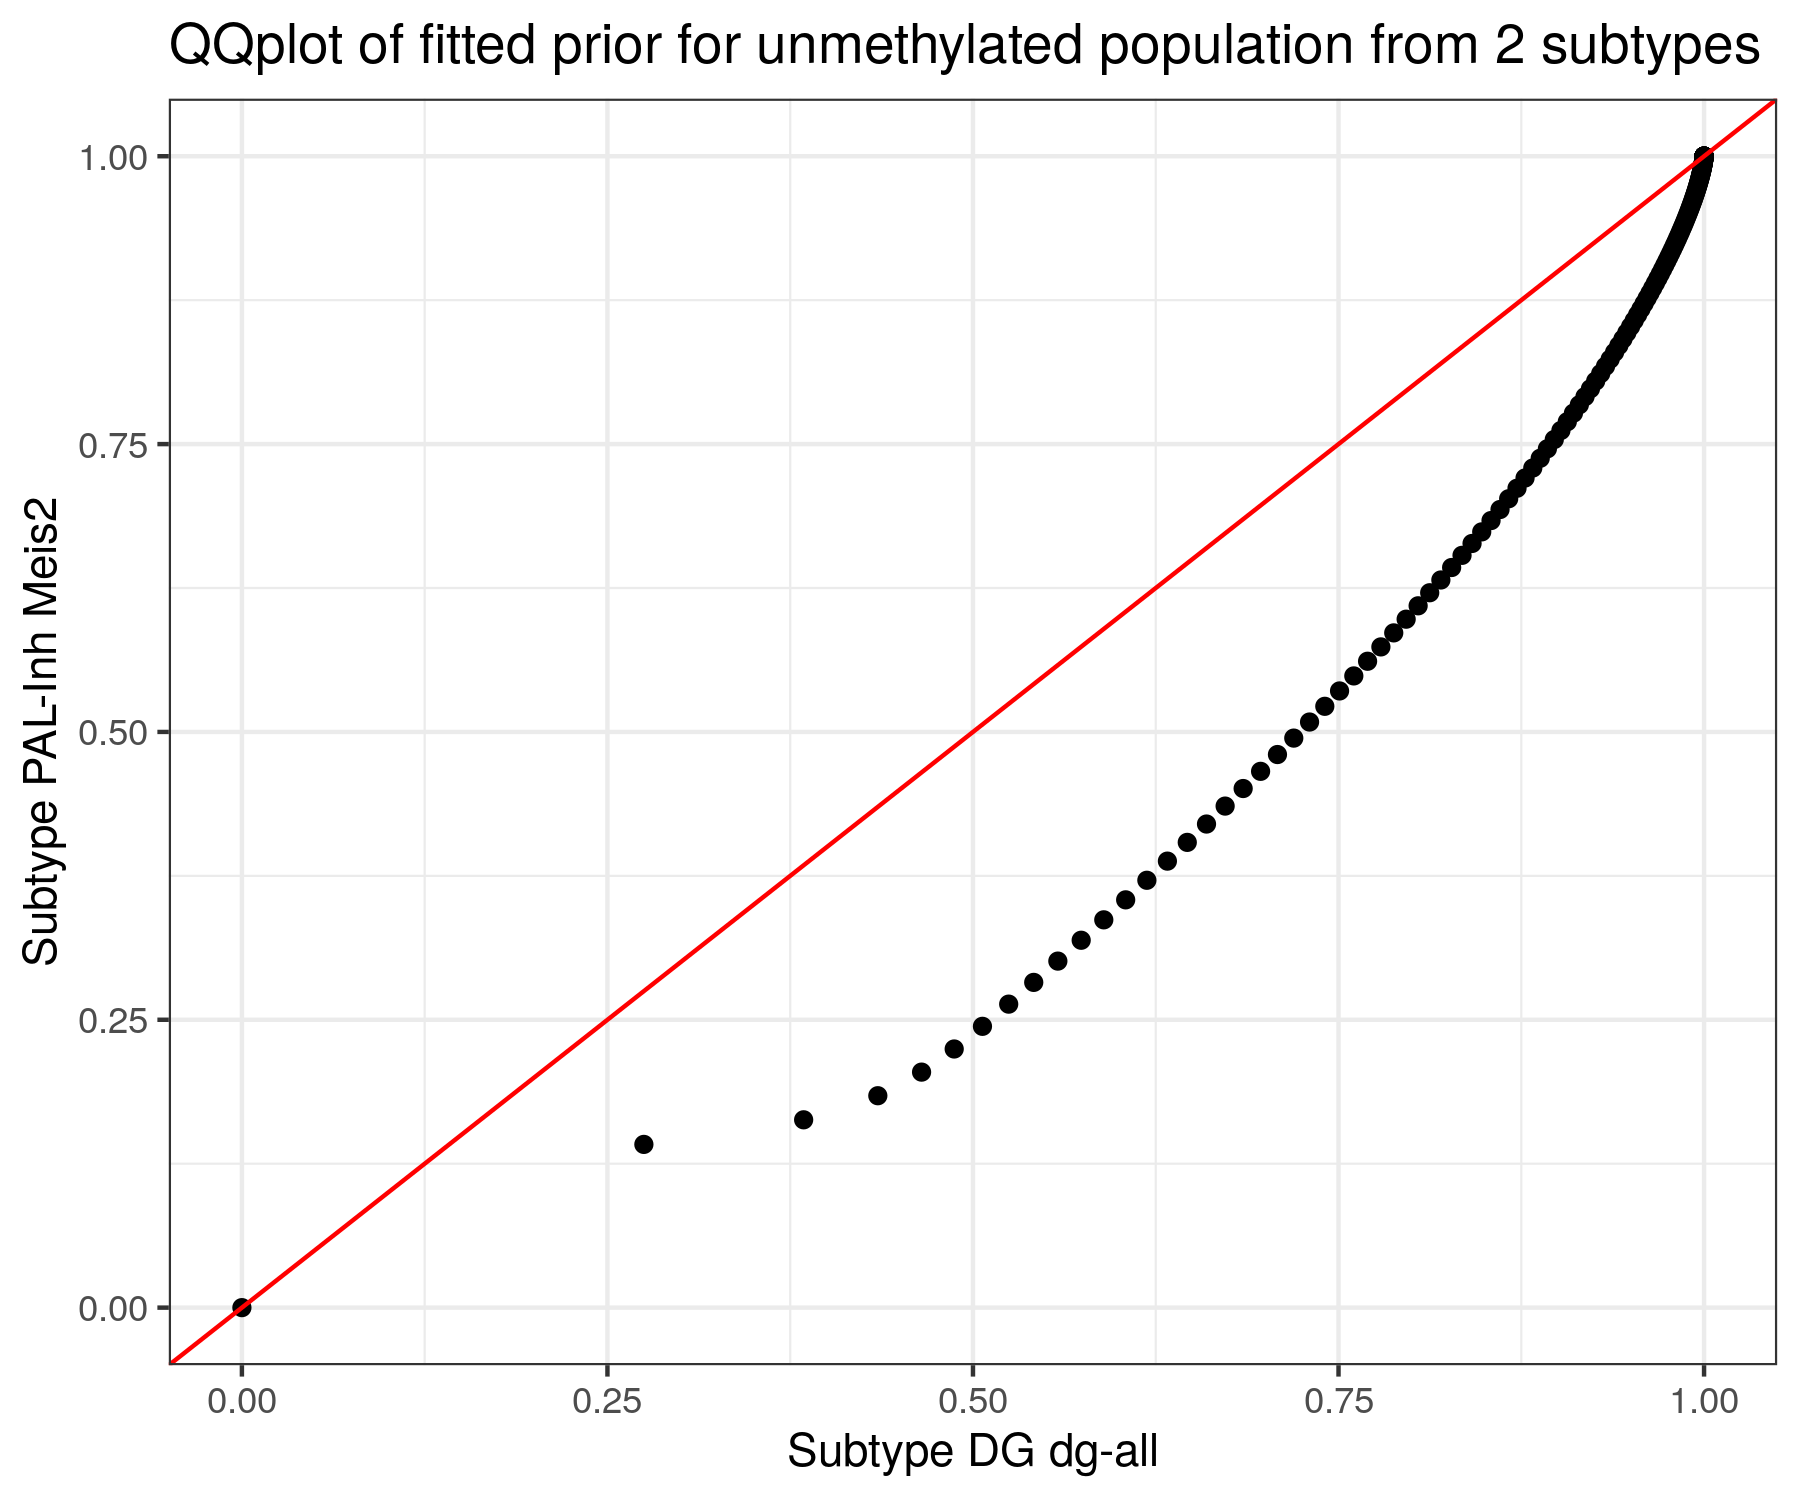 QQplot of fitted prior for unmethylated population from 2 subtypes
Subtype PAL-Inh Meis2
1.00
0.75
0.50
0.25
0.00
0.00 0.25 0.50 0.75 1.00
Subtype DG dg-all